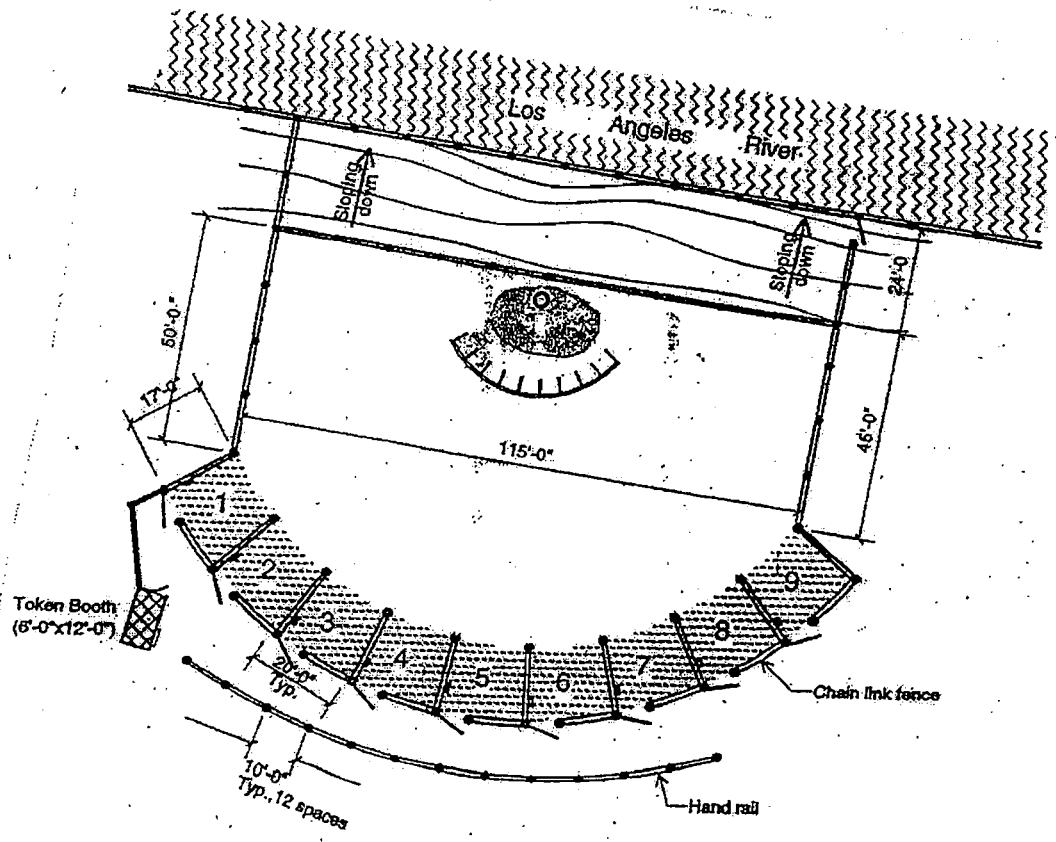 Los Angeles River
Sloping
down
Sloping
down
24'-0
50'-0"
17'-0"
115'-0"
46'-0"
1
2
3
4
5
6
7
8
9
Token Booth
(6'-0"x12'-0")
20'-0"
Typ.
Chain link fence
10'-0"
Typ., 12 spaces
Hand rail